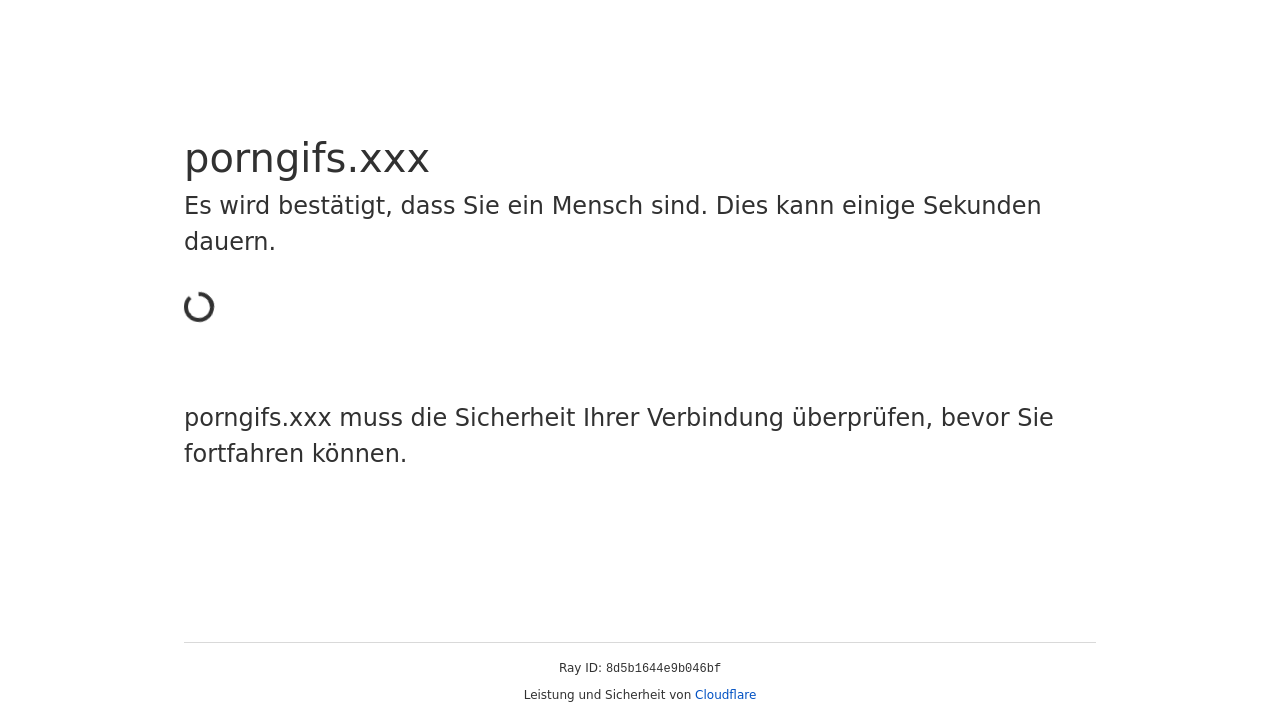 porngifs.xxx
Es wird bestätigt, dass Sie ein Mensch sind. Dies kann einige Sekunden
dauern.
porngifs.xxx muss die Sicherheit Ihrer Verbindung überprüfen, bevor Sie
fortfahren können.
Ray ID: 8d5b1644e9b046bf
Leistung und Sicherheit von Cloudflare